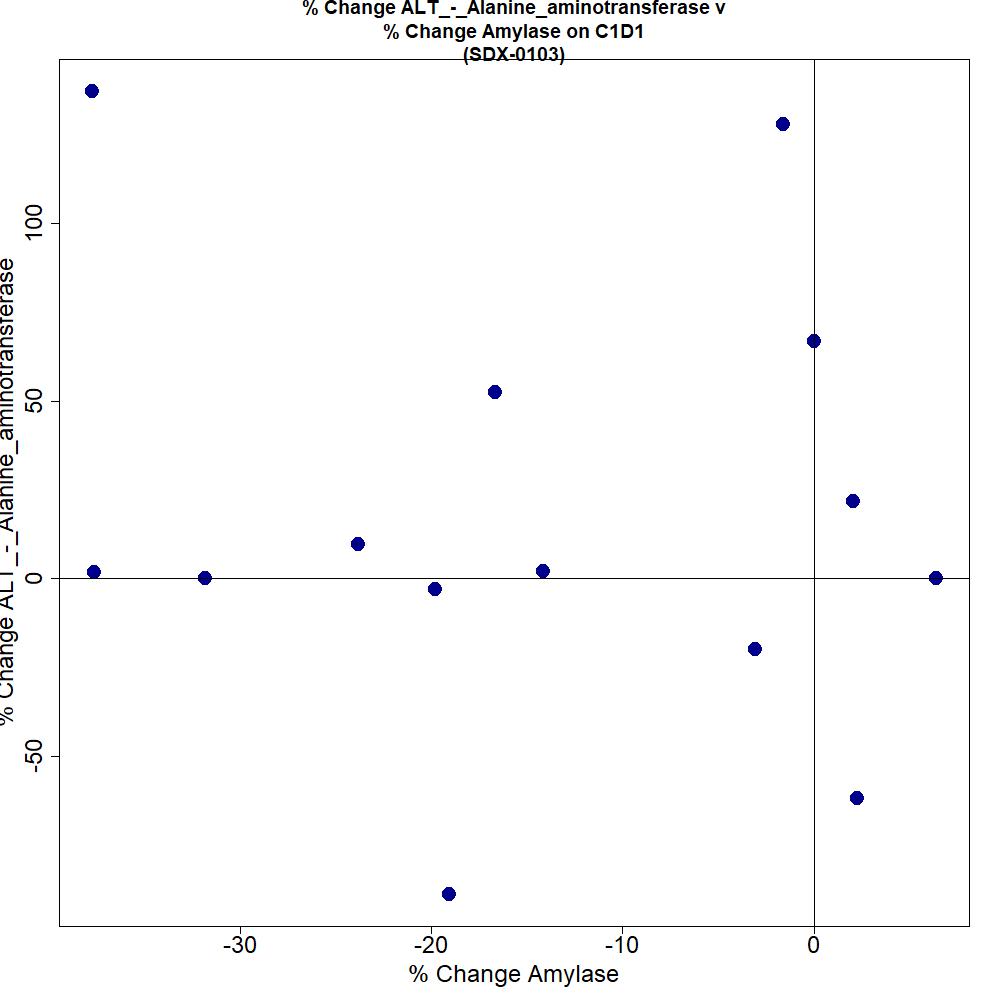 % Change ALT_-_Alanine_aminotransferase v
% Change Amylase on C1D1
(SDX-0103)
% Change ALT_-_Alanine_aminotransferase
100
50
0
-50
-30
-20
-10
0
% Change Amylase